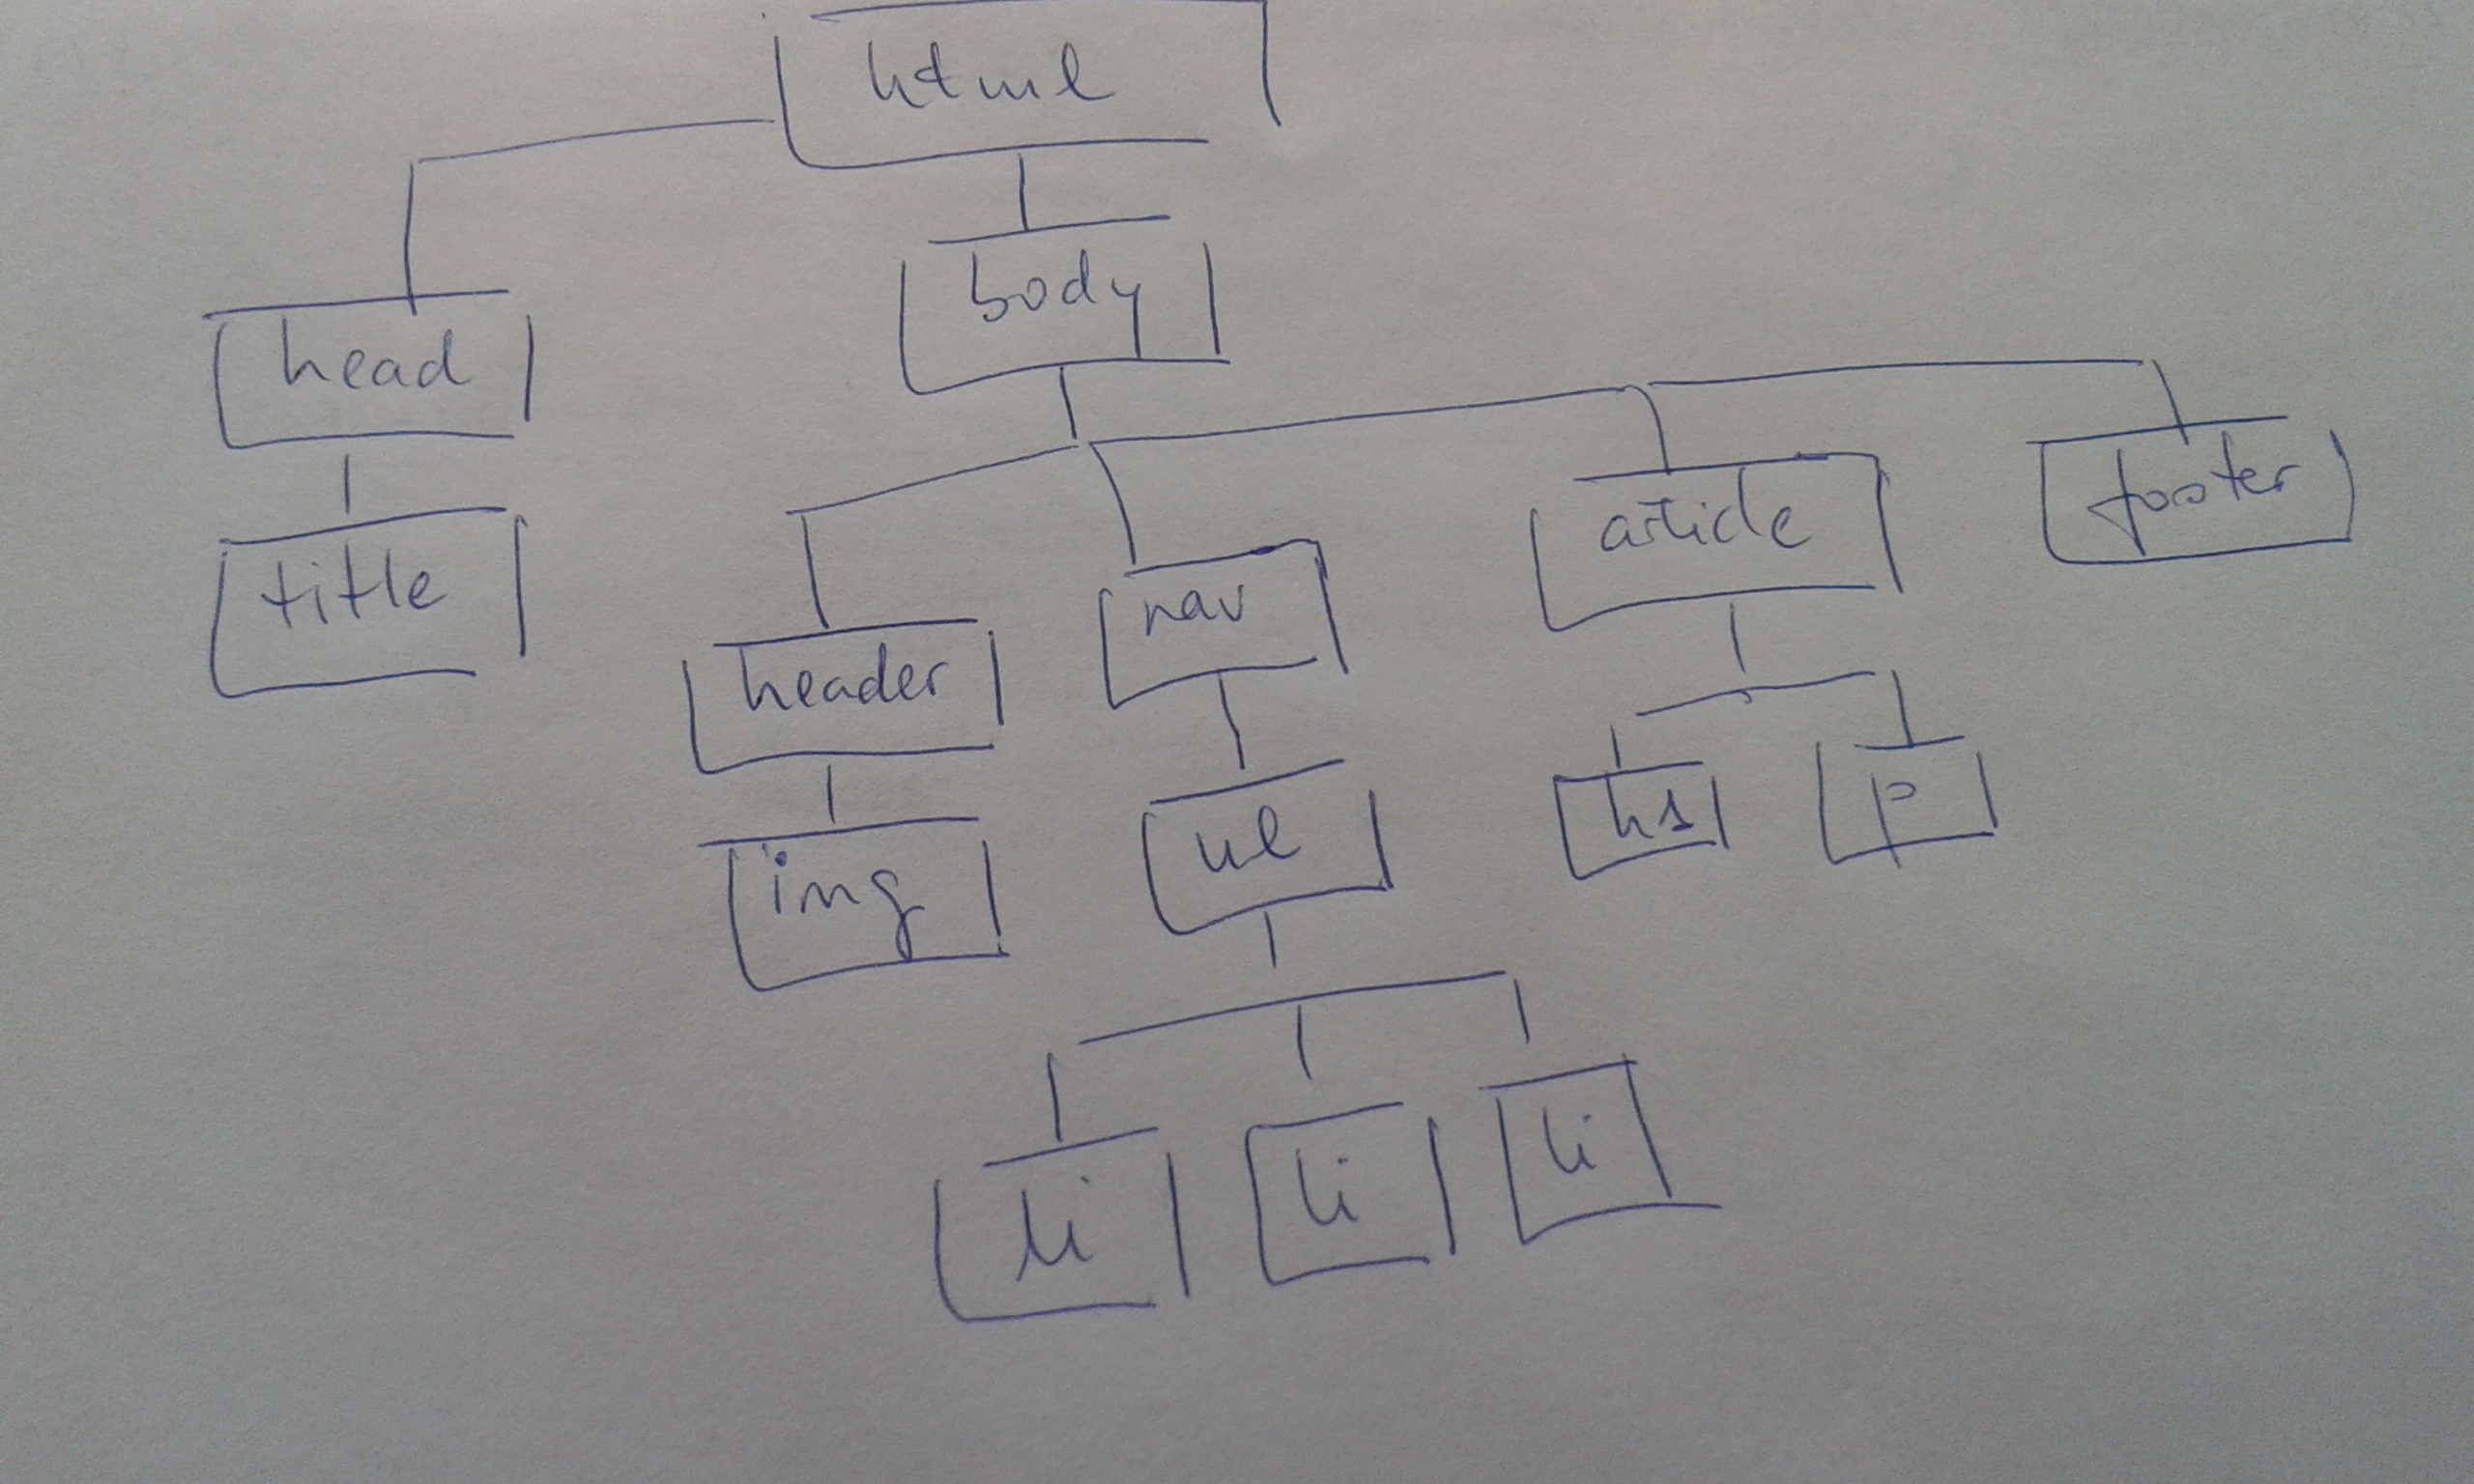 html
head
body
title
header
nav
article
footer
img
ul
h1
p
li
li
li